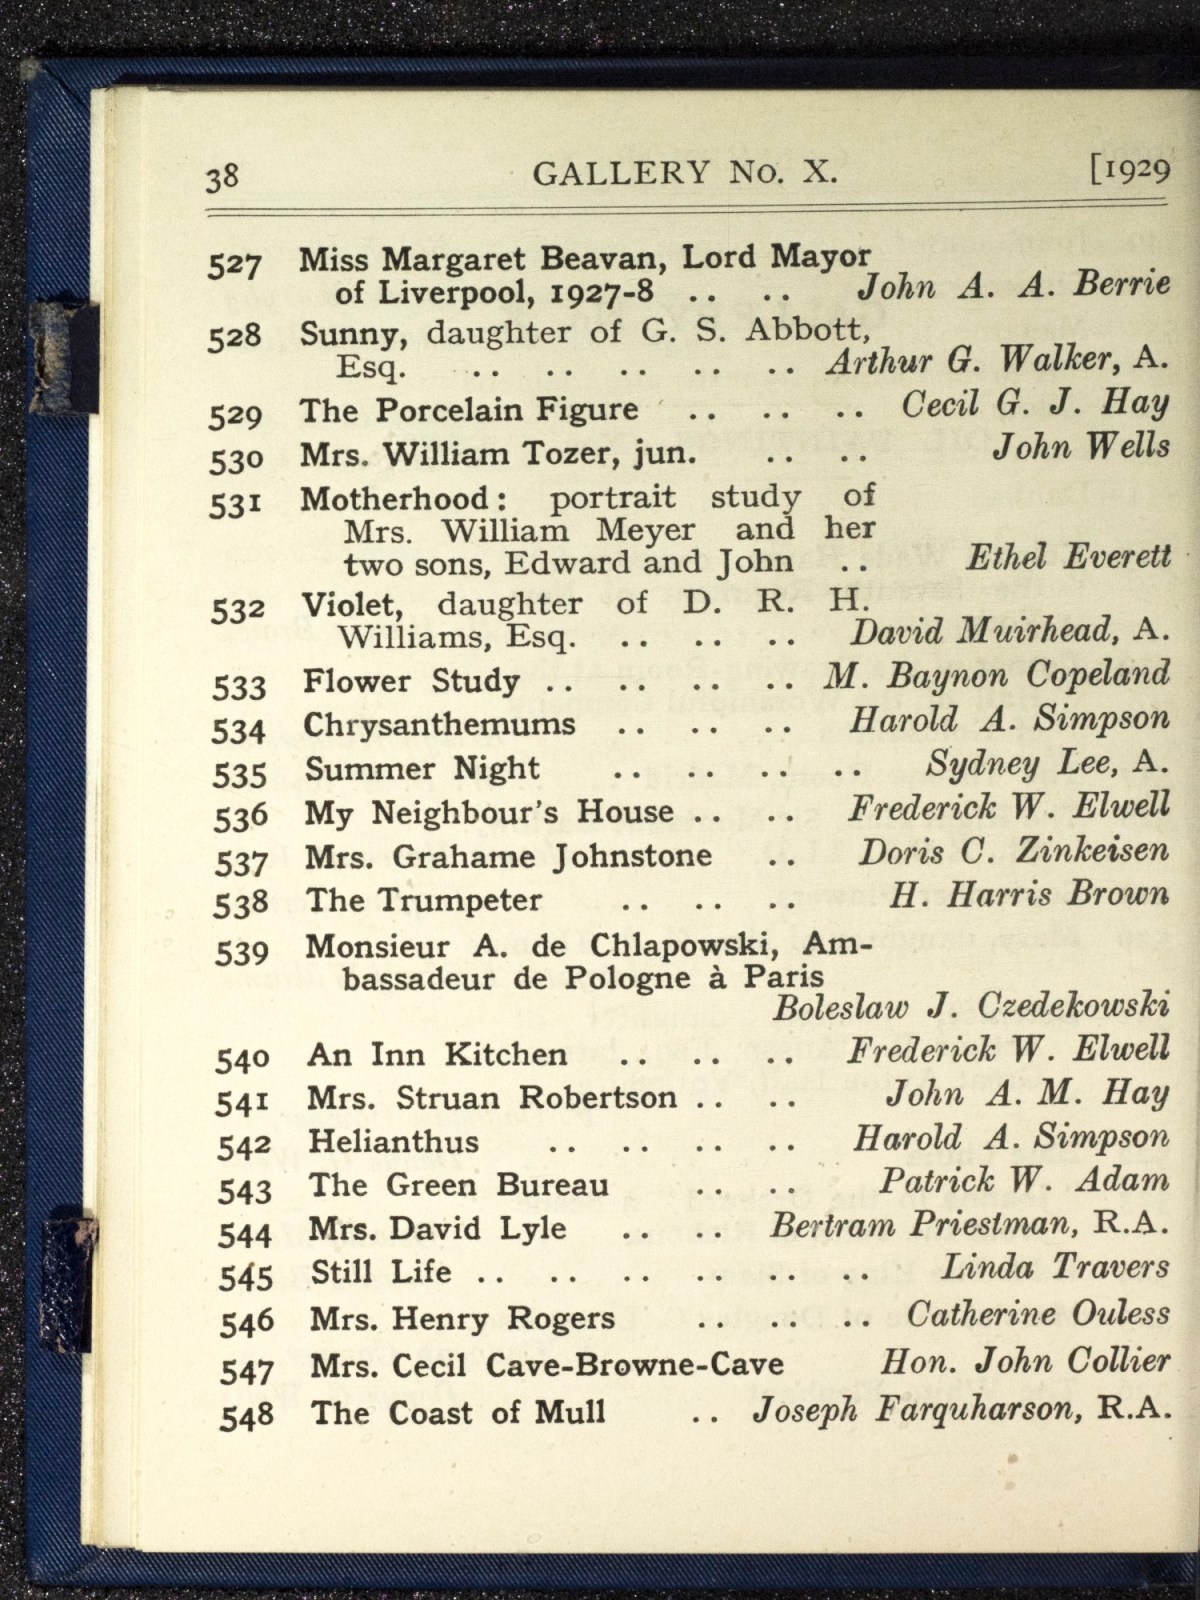 38 GALLERY No. X. [1929
527 Miss Margaret Beavan, Lord Mayor
of Liverpool, 1927-8 .. .. John A. A. Berrie
528 Sunny, daughter of G. S. Abbott,
Esq. .. .. .. .. .. Arthur G. Walker, A.
529 The Porcelain Figure .. .. .. Cecil G. J. Hay
530 Mrs. William Tozer, jun. .. .. John Wells
531 Motherhood: portrait study of
Mrs. William Meyer and her
two sons, Edward and John .. Ethel Everett
532 Violet, daughter of D. R. H.
Williams, Esq. .. .. .. David Muirhead, A.
533 Flower Study .. .. .. .. M. Baynon Copeland
534 Chrysanthemums .. .. .. Harold A. Simpson
535 Summer Night .. .. .. .. Sydney Lee, A.
536 My Neighbour's House .. .. Frederick W. Elwell
537 Mrs. Grahame Johnstone .. Doris C. Zinkeisen
538 The Trumpeter .. .. .. H. Harris Brown
539 Monsieur A. de Chlapowski, Am-
bassadeur de Pologne à Paris
Boleslaw J. Czedekowski
540 An Inn Kitchen .. .. .. Frederick W. Elwell
541 Mrs. Struan Robertson .. .. John A. M. Hay
542 Helianthus .. .. .. .. Harold A. Simpson
543 The Green Bureau .. .. Patrick W. Adam
544 Mrs. David Lyle .. .. Bertram Priestman, R.A.
545 Still Life .. .. .. .. .. .. Linda Travers
546 Mrs. Henry Rogers .. .. .. Catherine Ouless
547 Mrs. Cecil Cave-Browne-Cave Hon. John Collier
548 The Coast of Mull .. Joseph Farquharson, R.A.